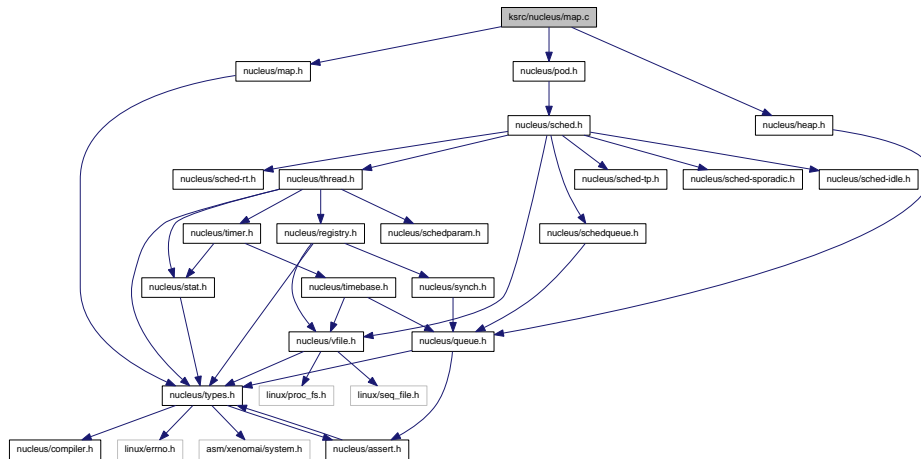 ksrc/nucleus/map.c
nucleus/map.h
nucleus/pod.h
nucleus/sched.h
nucleus/heap.h
nucleus/sched-rt.h
nucleus/thread.h
nucleus/sched-tp.h
nucleus/sched-sporadic.h
nucleus/sched-idle.h
nucleus/timer.h
nucleus/registry.h
nucleus/schedparam.h
nucleus/schedqueue.h
nucleus/stat.h
nucleus/timebase.h
nucleus/synch.h
nucleus/vfile.h
nucleus/queue.h
nucleus/types.h
linux/proc_fs.h
linux/seq_file.h
nucleus/compiler.h
linux/errno.h
asm/xenomai/system.h
nucleus/assert.h